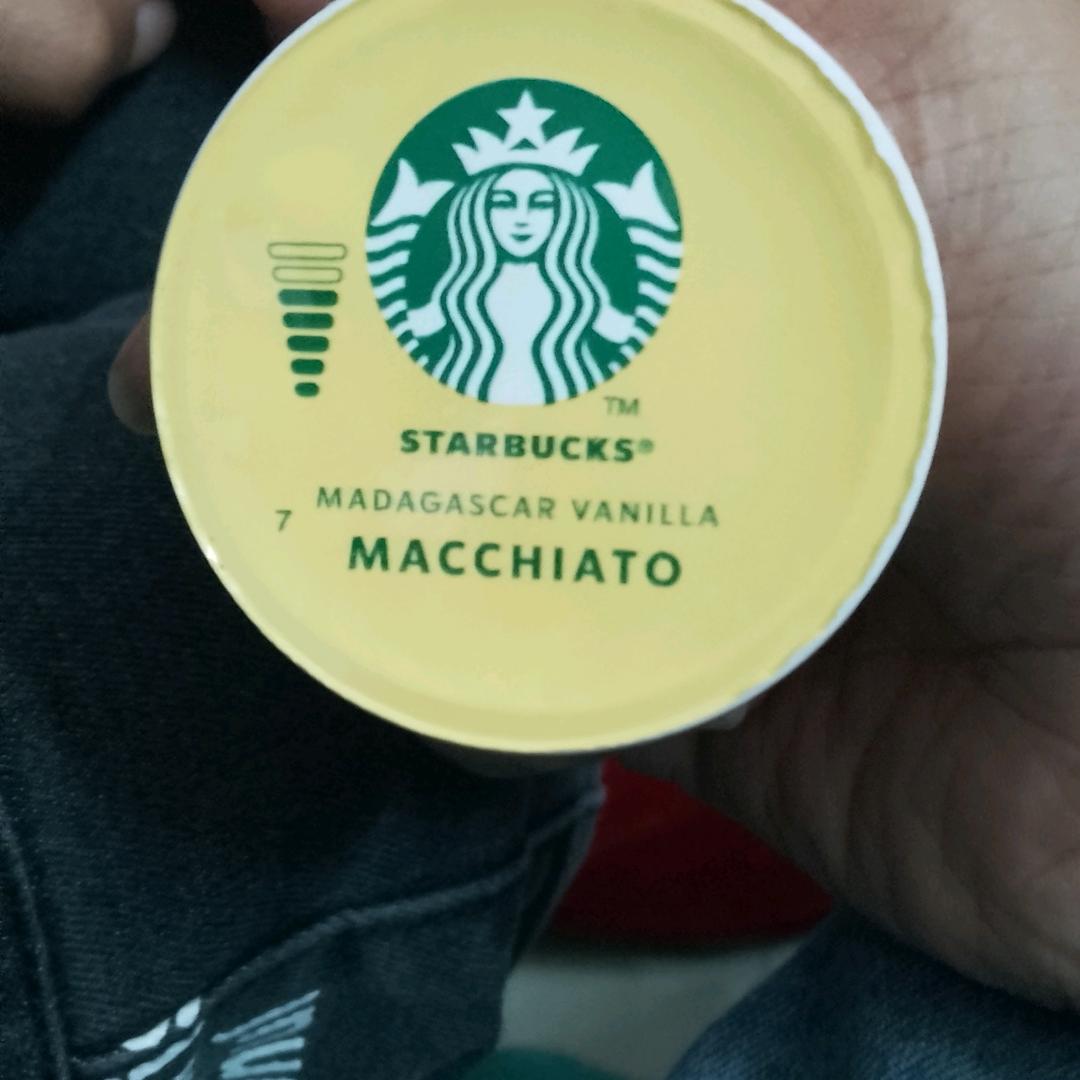 TM
STARBUCKS®
MADAGASCAR VANILLA
7
MACCHIATO